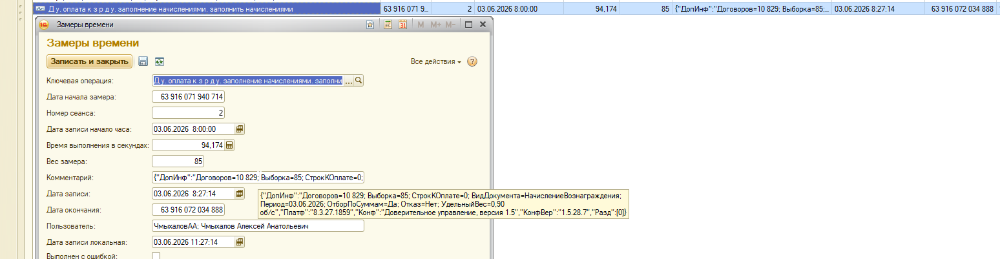 Д у. оплата к з р д у. заполнение начислениями. заполнить начислениями 63 916 071 9... 2 03.06.2026 8:00:00 94,174 85 {"ДопИнф":"Договоров=10 829; Выборка=85;... 03.06.2026 8:27:14 63 916 072 034 888
1С Замеры времени M M+ M-
Замеры времени
Записать и закрыть Все действия ?
Ключевая операция: Д у. оплата к з р д у. заполнение начислениями. заполни ...
Дата начала замера: 63 916 071 940 714
Номер сеанса: 2
Дата записи начало часа: 03.06.2026 8:00:00
Время выполнения в секундах: 94,174
Вес замера: 85
Комментарий: {"ДопИнф":"Договоров=10 829; Выборка=85; СтрокКОплате=0;
Дата записи: 03.06.2026 8:27:14
{"ДопИнф":"Договоров=10 829; Выборка=85; СтрокКОплате=0; ВидДокумента=НачислениеВознаграждения;
Период=03.06.2026; ОтборПоСуммам=Да; Отказ=Нет; УдельныйВес=0,90
об/с","Платф":"8.3.27.1859","Конф":"Доверительное управление, версия 1.5","КонфВер":"1.5.28.7","Разд":[0]}
Дата окончания: 63 916 072 034 888
Пользователь: ЧмыхаловАА; Чмыхалов Алексей Анатольевич
Дата записи локальная: 03.06.2026 11:27:14
Выполнен с ошибкой: